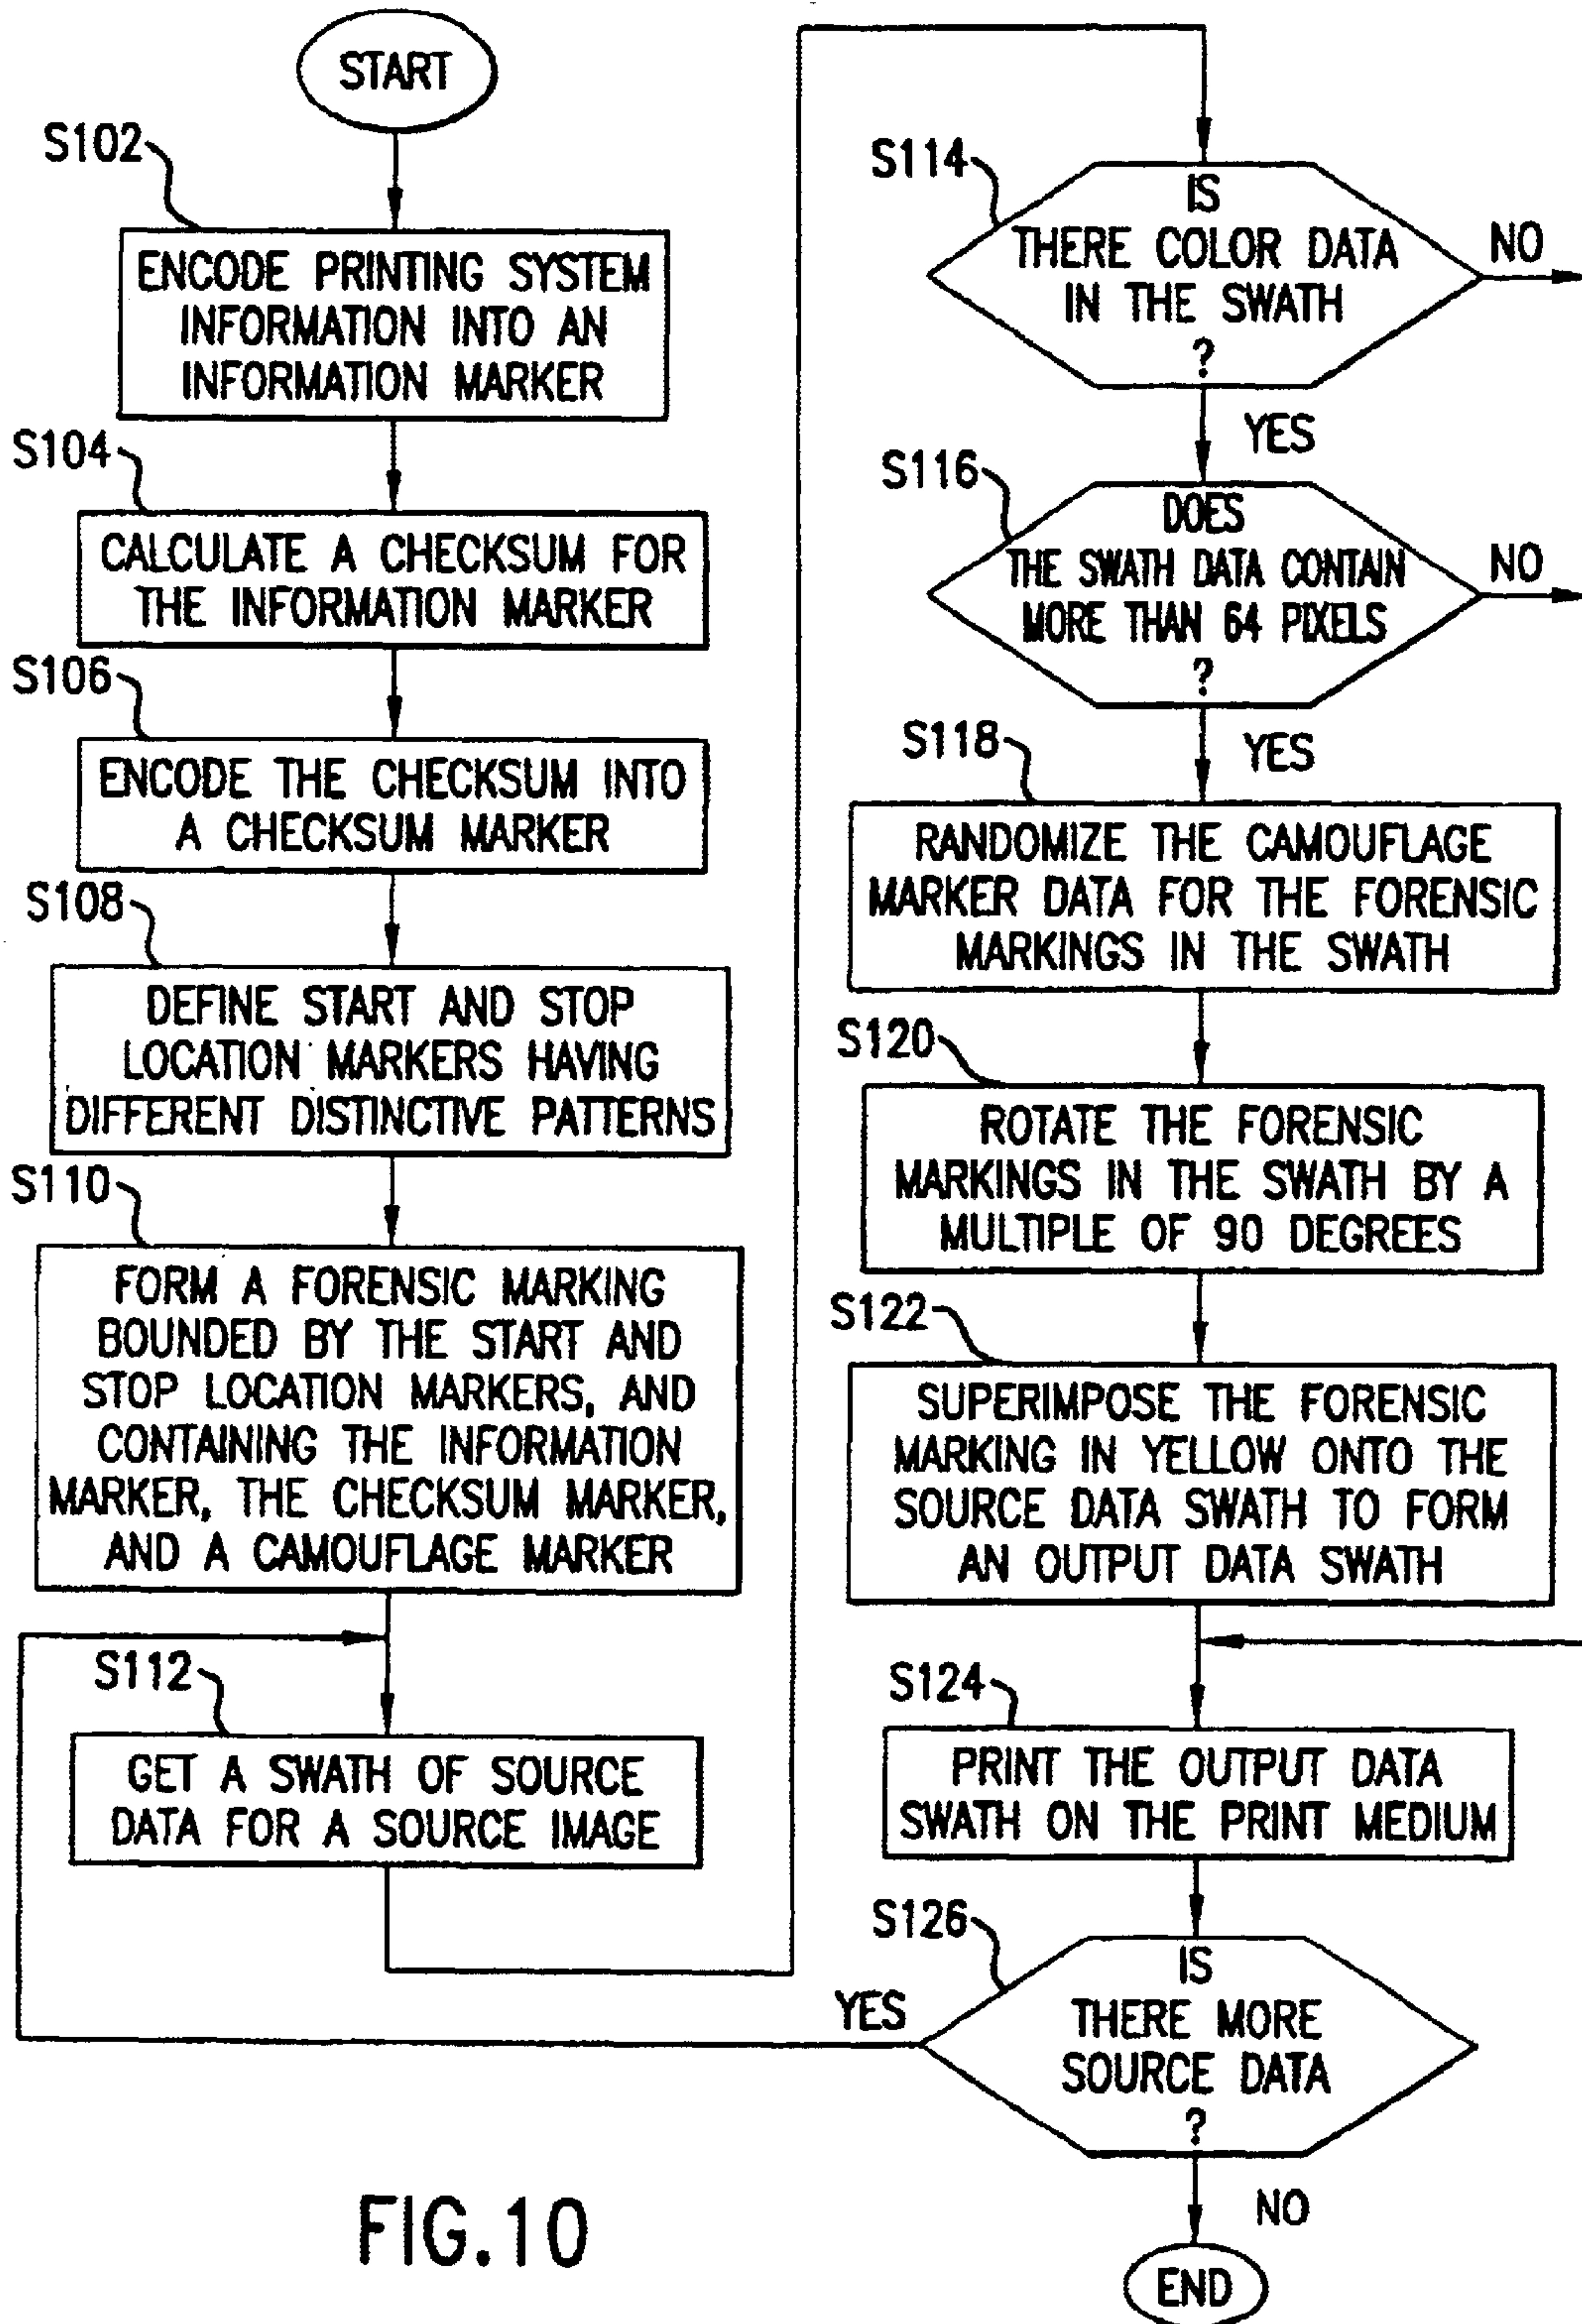 START
S102
ENCODE PRINTING SYSTEM
INFORMATION INTO AN
INFORMATION MARKER
S104
CALCULATE A CHECKSUM FOR
THE INFORMATION MARKER
S106
ENCODE THE CHECKSUM INTO
A CHECKSUM MARKER
S108
DEFINE START AND STOP
LOCATION MARKERS HAVING
DIFFERENT DISTINCTIVE PATTERNS
S110
FORM A FORENSIC MARKING
BOUNDED BY THE START AND
STOP LOCATION MARKERS, AND
CONTAINING THE INFORMATION
MARKER, THE CHECKSUM MARKER,
AND A CAMOUFLAGE MARKER
S112
GET A SWATH OF SOURCE
DATA FOR A SOURCE IMAGE
S114
IS
THERE COLOR DATA
IN THE SWATH
?
NO
YES
S116
DOES
THE SWATH DATA CONTAIN
MORE THAN 64 PIXELS
?
NO
YES
S118
RANDOMIZE THE CAMOUFLAGE
MARKER DATA FOR THE FORENSIC
MARKINGS IN THE SWATH
S120
ROTATE THE FORENSIC
MARKINGS IN THE SWATH BY A
MULTIPLE OF 90 DEGREES
S122
SUPERIMPOSE THE FORENSIC
MARKING IN YELLOW ONTO THE
SOURCE DATA SWATH TO FORM
AN OUTPUT DATA SWATH
S124
PRINT THE OUTPUT DATA
SWATH ON THE PRINT MEDIUM
S126
IS
THERE MORE
SOURCE DATA
?
YES
NO
END
FIG.10